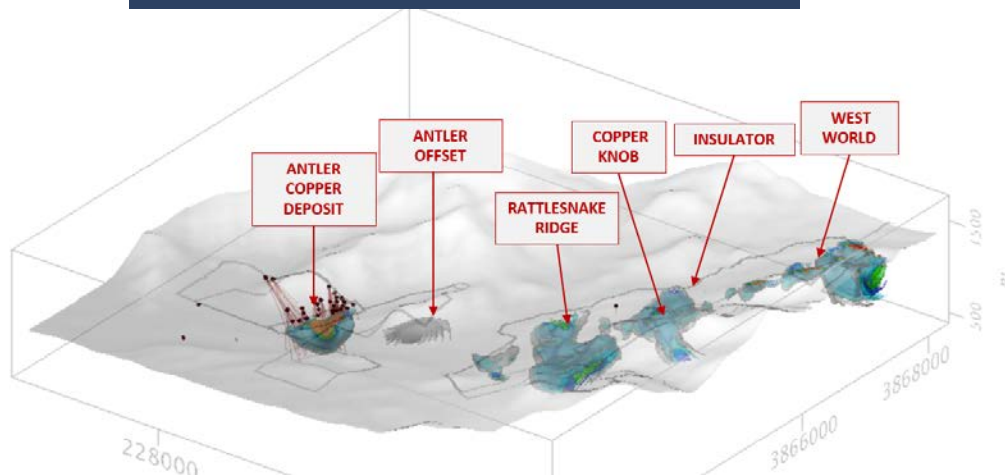 ANTLER
COPPER
DEPOSIT
ANTLER
OFFSET
RATTLESNAKE
RIDGE
COPPER
KNOB
INSULATOR
WEST
WORLD
1500
500
3868000
3866000
228000